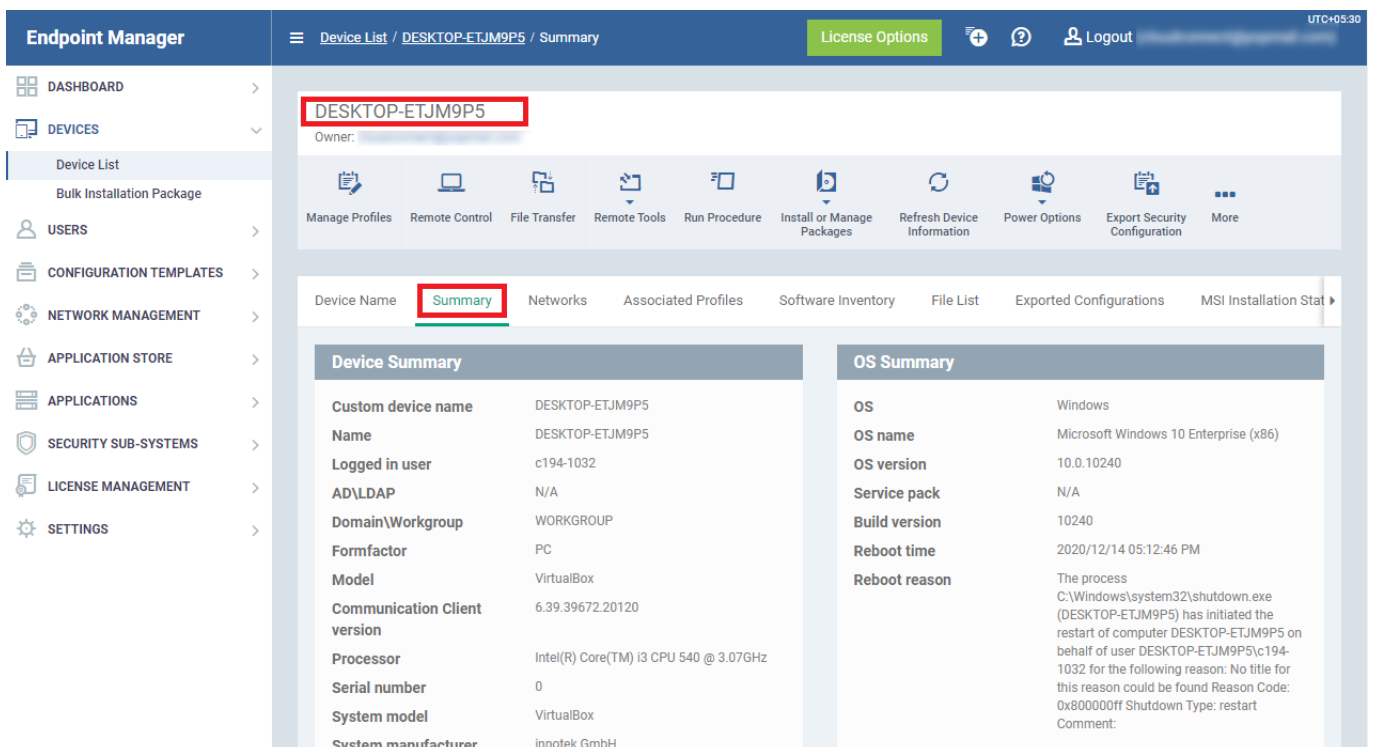 UTC+05:30
Endpoint Manager
Device List / DESKTOP-ETJM9P5 / Summary
License Options
Logout
DASHBOARD
DEVICES
Device List
Bulk Installation Package
USERS
CONFIGURATION TEMPLATES
NETWORK MANAGEMENT
APPLICATION STORE
APPLICATIONS
SECURITY SUB-SYSTEMS
LICENSE MANAGEMENT
SETTINGS
DESKTOP-ETJM9P5
Owner:
Manage Profiles
Remote Control
File Transfer
Remote Tools
Run Procedure
Install or Manage
Packages
Refresh Device
Information
Power Options
Export Security
Configuration
More
Device Name
Summary
Networks
Associated Profiles
Software Inventory
File List
Exported Configurations
MSI Installation Stat
Device Summary
Custom device name DESKTOP-ETJM9P5
Name DESKTOP-ETJM9P5
Logged in user c194-1032
AD\LDAP N/A
Domain\Workgroup WORKGROUP
Formfactor PC
Model VirtualBox
Communication Client 6.39.39672.20120
version
Processor Intel(R) Core(TM) i3 CPU 540 @ 3.07GHz
Serial number 0
System model VirtualBox
System manufacturer innotek GmbH
OS Summary
OS Windows
OS name Microsoft Windows 10 Enterprise (x86)
OS version 10.0.10240
Service pack N/A
Build version 10240
Reboot time 2020/12/14 05:12:46 PM
Reboot reason The process
C:\Windows\system32\shutdown.exe
(DESKTOP-ETJM9P5) has initiated the
restart of computer DESKTOP-ETJM9P5 on
behalf of user DESKTOP-ETJM9P5\c194-
1032 for the following reason: No title for
this reason could be found Reason Code:
0x800000ff Shutdown Type: restart
Comment: